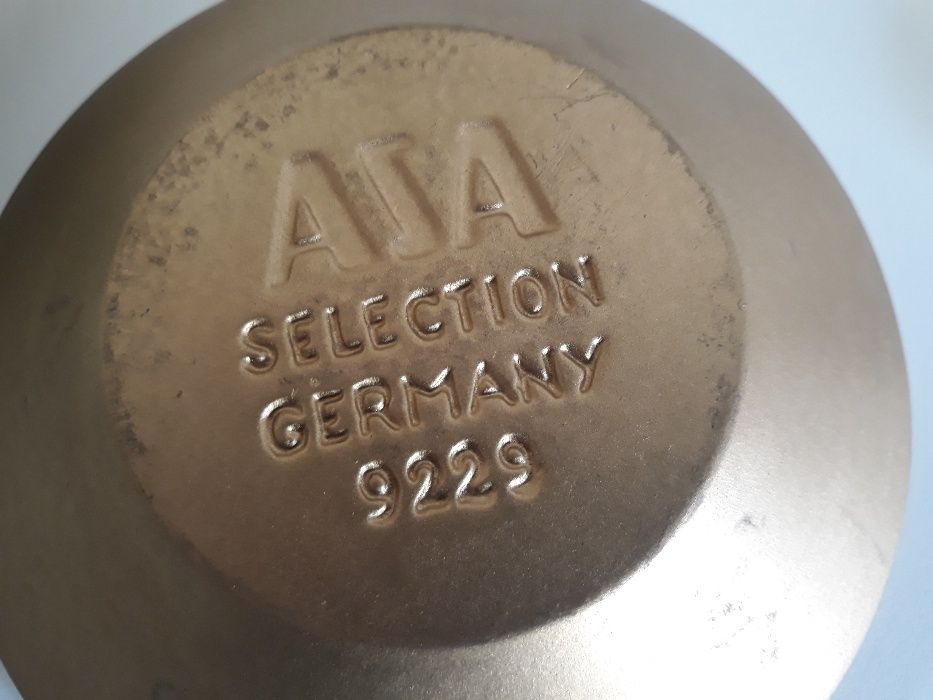 ASA
SELECTION
GERMANY
9229